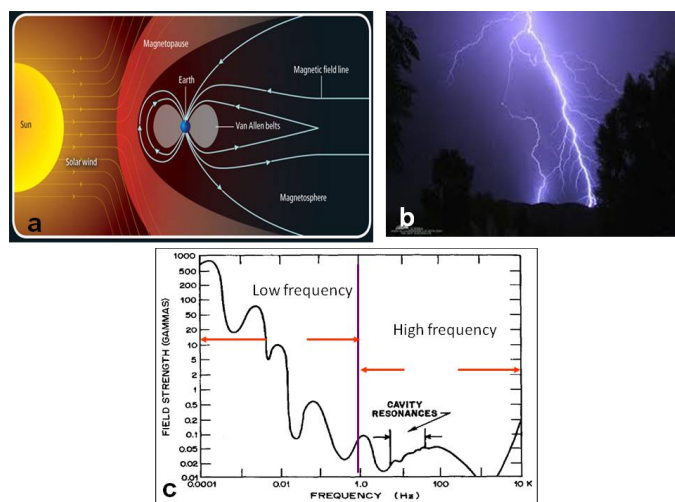 Magnetopause
Earth
Magnetic field line
Sun
Van Allen belts
Solar wind
Magnetosphere
a
b
1000
500
200
100
50
20
10
5
2
1
0.5
0.2
0.1
0.05
0.02
0.01
FIELD STRENGTH (GAMMAS)
Low frequency
High frequency
CAVITY
RESONANCES
c
0.0001
0.01
1.0
100
10 K
FREQUENCY (Hz)